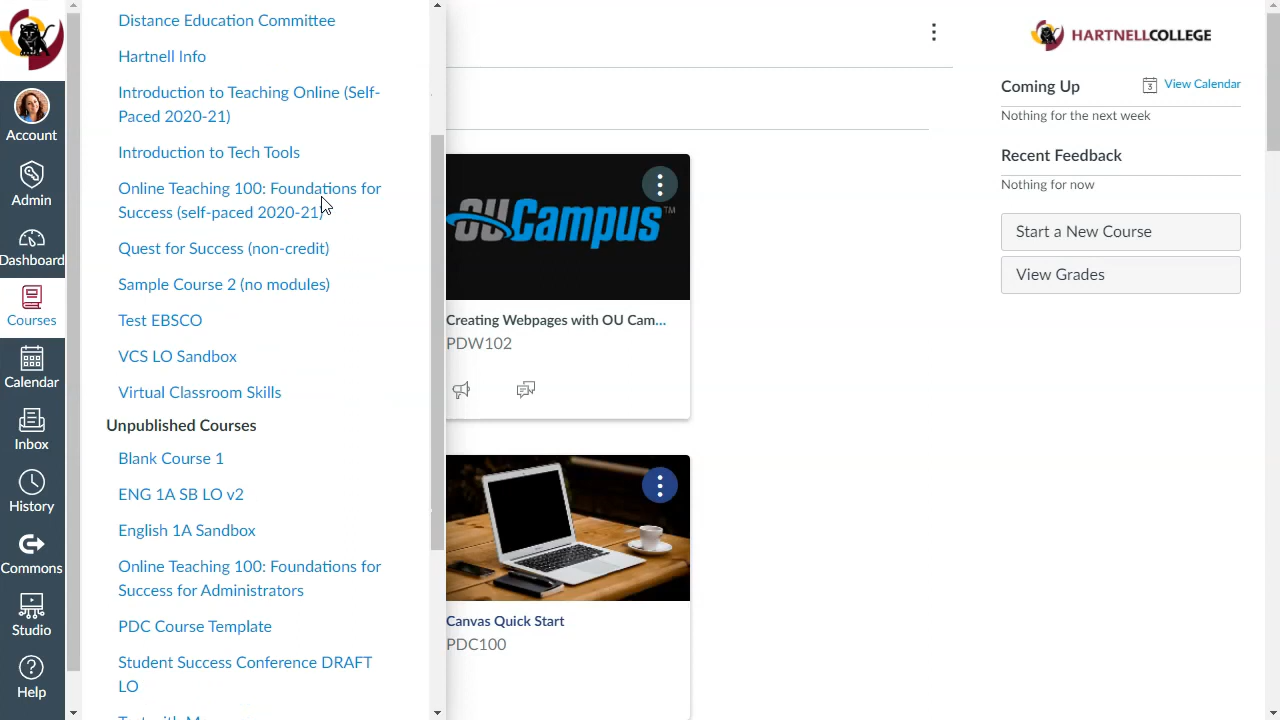 Account
Admin
Dashboard
Courses
Calendar
Inbox
History
Commons
Studio
Help
Distance Education Committee
Hartnell Info
Introduction to Teaching Online (Self-
Paced 2020-21)
Introduction to Tech Tools
Online Teaching 100: Foundations for
Success (self-paced 2020-21)
Quest for Success (non-credit)
Sample Course 2 (no modules)
Test EBSCO
VCS LO Sandbox
Virtual Classroom Skills
Unpublished Courses
Blank Course 1
ENG 1A SB LO v2
English 1A Sandbox
Online Teaching 100: Foundations for
Success for Administrators
PDC Course Template
Student Success Conference DRAFT
LO
OUCampus™
Creating Webpages with OU Cam...
PDW102
Canvas Quick Start
PDC100
HARTNELLCOLLEGE
Coming Up
3 View Calendar
Nothing for the next week
Recent Feedback
Nothing for now
Start a New Course
View Grades